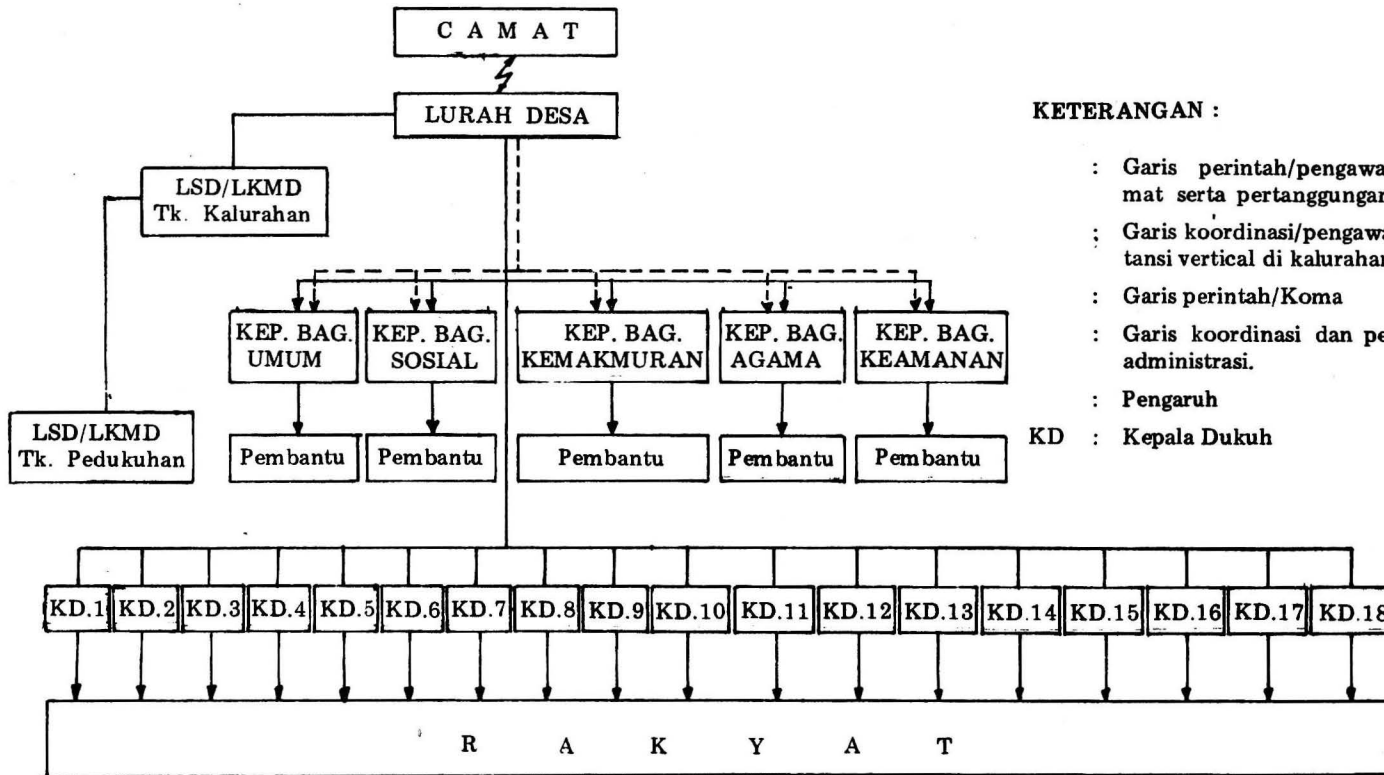 C A M A T
LURAH DESA
LSD/LKMD
Tk. Kalurahan
LSD/LKMD
Tk. Pedukuhan
KEP. BAG.
UMUM
KEP. BAG.
SOSIAL
KEP. BAG.
KEMAKMURAN
KEP. BAG.
AGAMA
KEP. BAG.
KEAMANAN
Pembantu
Pembantu
Pembantu
Pembantu
Pembantu
KETERANGAN :
: Garis perintah/pengawa
mat serta pertanggungan
: Garis koordinasi/pengawa
tansi vertical di kalurahan
: Garis perintah/Koma
: Garis koordinasi dan pe
administrasi.
: Pengaruh
KD : Kepala Dukuh
KD.1 KD.2 KD.3 KD.4 KD.5 KD.6 KD.7 KD.8 KD.9 KD.10 KD.11 KD.12 KD.13 KD.14 KD.15 KD.16 KD.17 KD.18
R A K Y A T